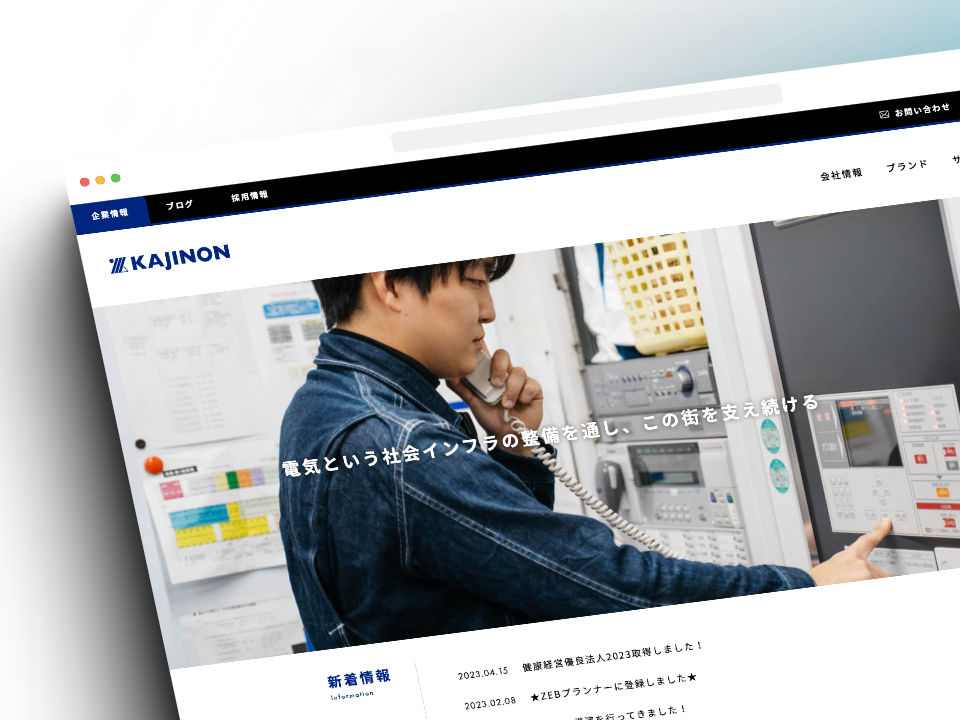 お問い合わせ
企業情報 ブログ 採用情報
会社情報 ブランド
KAJINON
電気という社会インフラの整備を通し、この街を支え続ける
新着情報
Information
2023.04.15 健康経営優良法人2023取得しました！
2023.02.08 ★ZEBプランナーに登録しました★
を行ってきました！